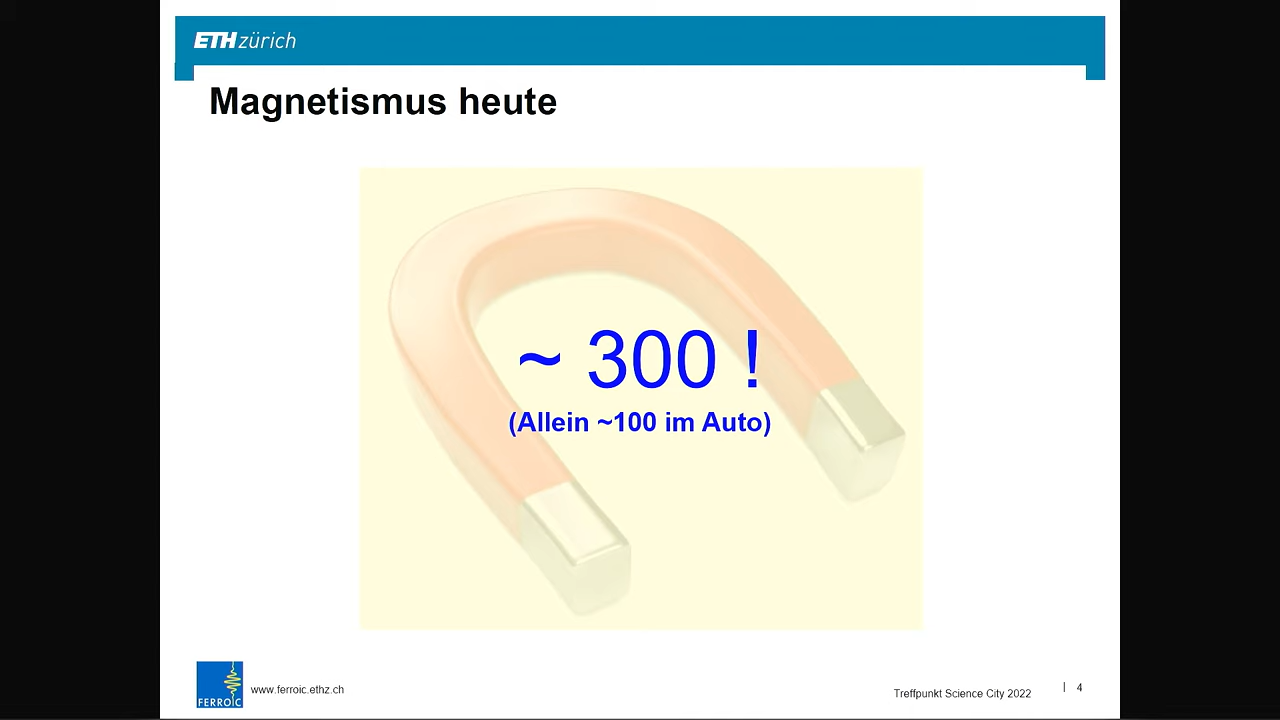 ETH zürich
Magnetismus heute
~ 300 !
(Allein ~100 im Auto)
FERROIC
www.ferroic.ethz.ch
Treffpunkt Science City 2022
| 4